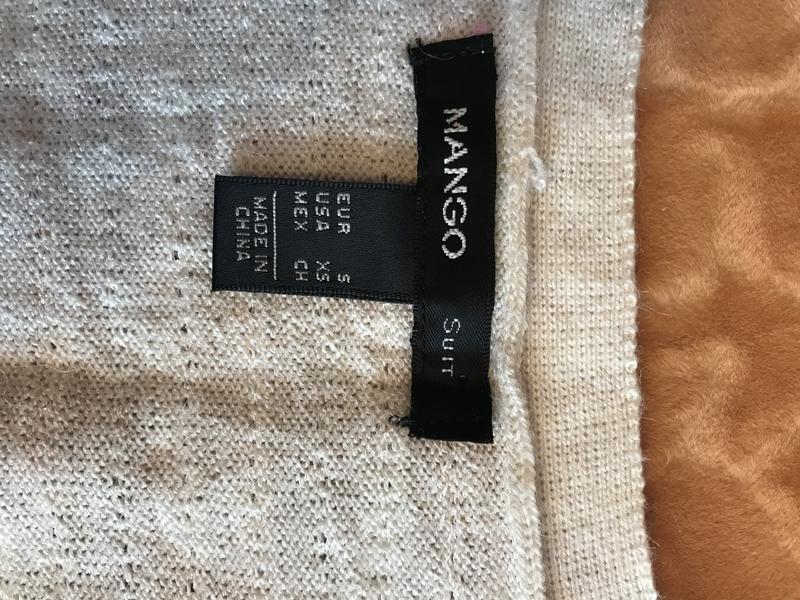 MANGO SUIT
EUR S
USA XS
MEX CH
MADE IN
CHINA